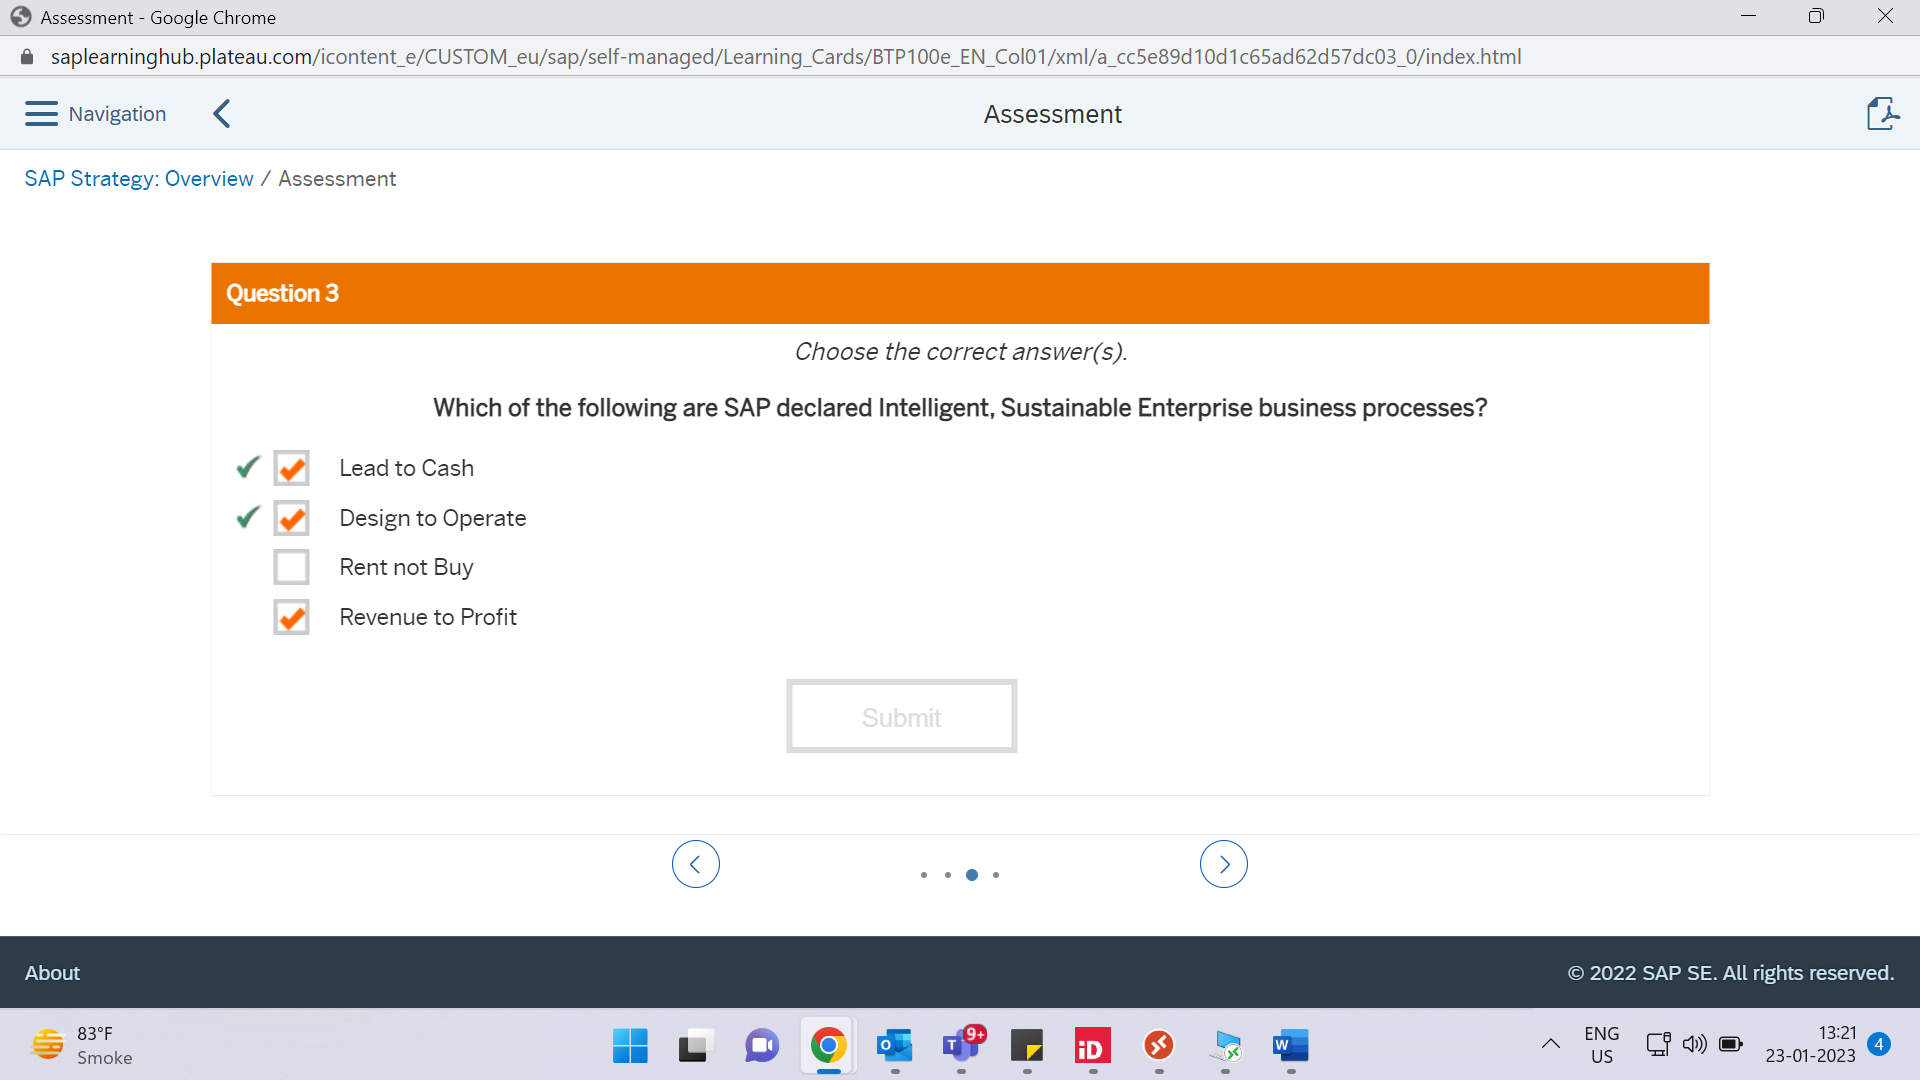 Assessment - Google Chrome
saplearninghub.plateau.com/icontent_e/CUSTOM_eu/sap/self-managed/Learning_Cards/BTP100e_EN_Col01/xml/a_cc5e89d10d1c65ad62d57dc03_0/index.html
Navigation
Assessment
SAP Strategy: Overview / Assessment
Question 3
Choose the correct answer(s).
Which of the following are SAP declared Intelligent, Sustainable Enterprise business processes?
Lead to Cash
Design to Operate
Rent not Buy
Revenue to Profit
Submit
About
© 2022 SAP SE. All rights reserved.
83°F
Smoke
O
T
9+
iD
W
ENG
US
13:21
23-01-2023
4